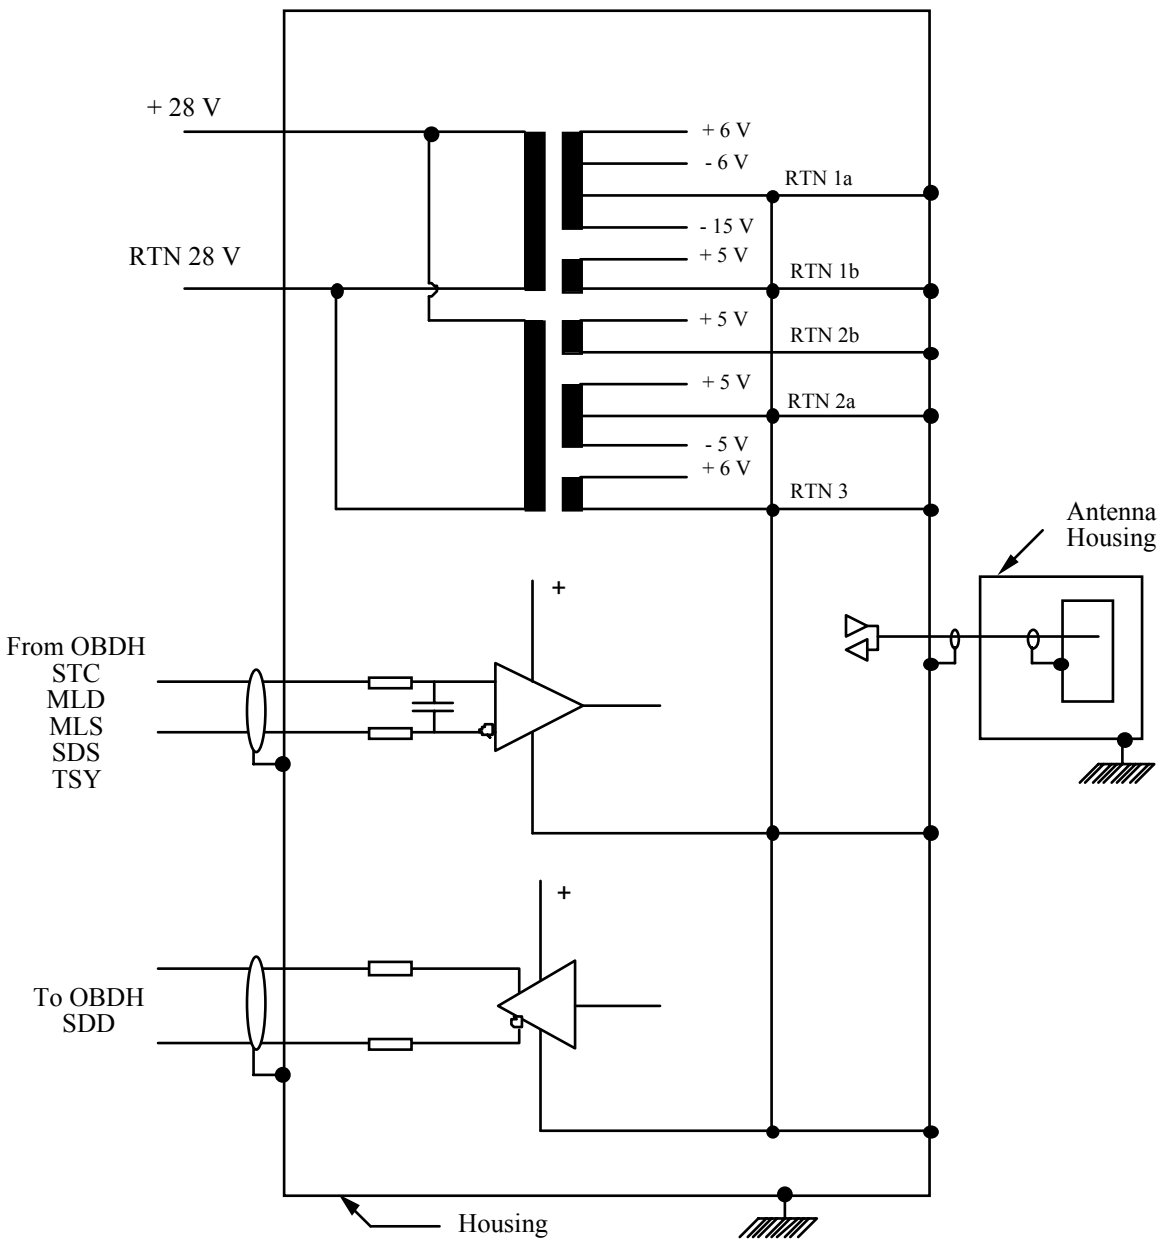 + 28 V
+ 6 V
- 6 V
RTN 1a
- 15 V
RTN 28 V
+ 5 V
RTN 1b
+ 5 V
RTN 2b
+ 5 V
RTN 2a
- 5 V
+ 6 V
RTN 3
Antenna
Housing
+
From OBDH
STC
MLD
MLS
SDS
TSY
+
To OBDH
SDD
Housing